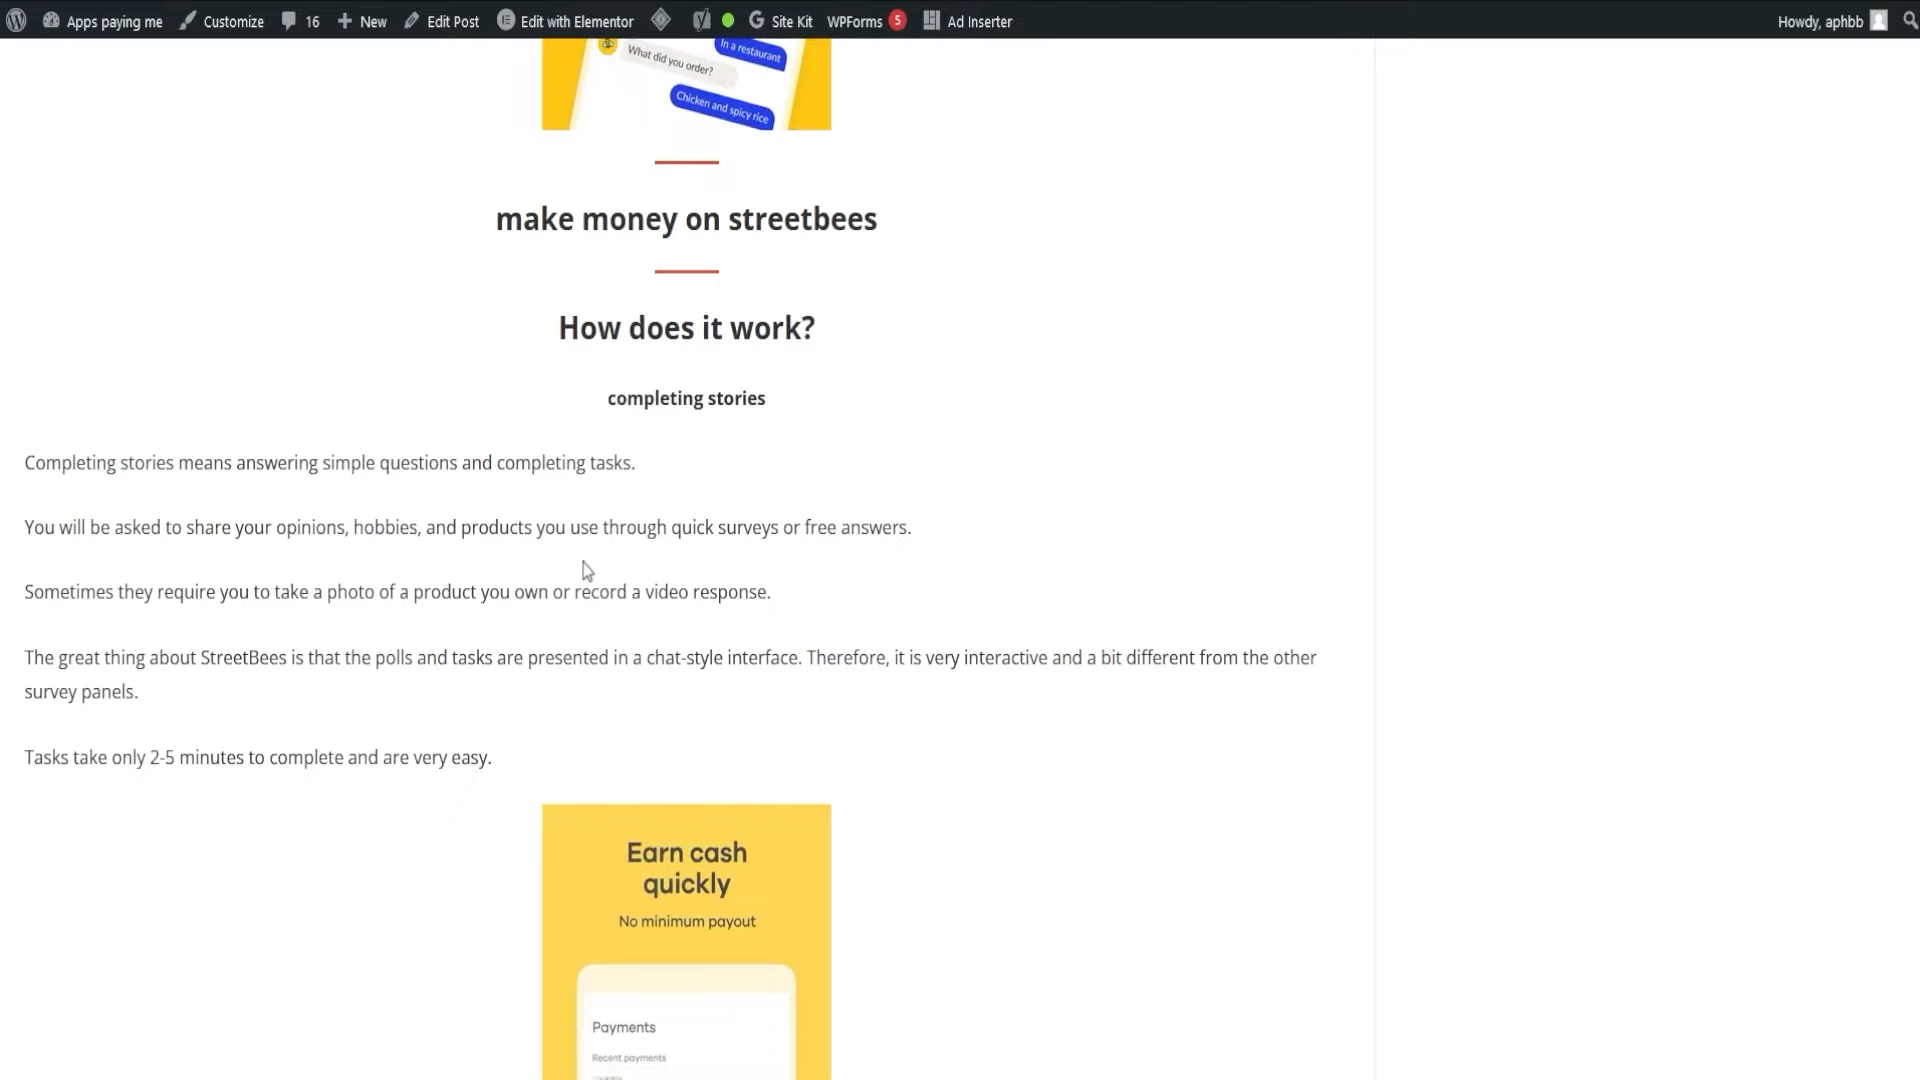 Apps paying me Customize 16 New Edit Post Edit with Elementor Site Kit WPForms 5 Ad Inserter Howdy, aphbb
In a restaurant
What did you order?
Chicken and spicy rice
make money on streetbees
How does it work?
completing stories
Completing stories means answering simple questions and completing tasks.
You will be asked to share your opinions, hobbies, and products you use through quick surveys or free answers.
Sometimes they require you to take a photo of a product you own or record a video response.
The great thing about StreetBees is that the polls and tasks are presented in a chat-style interface. Therefore, it is very interactive and a bit different from the other
survey panels.
Tasks take only 2-5 minutes to complete and are very easy.
Earn cash
quickly
No minimum payout
Payments
Recent payments